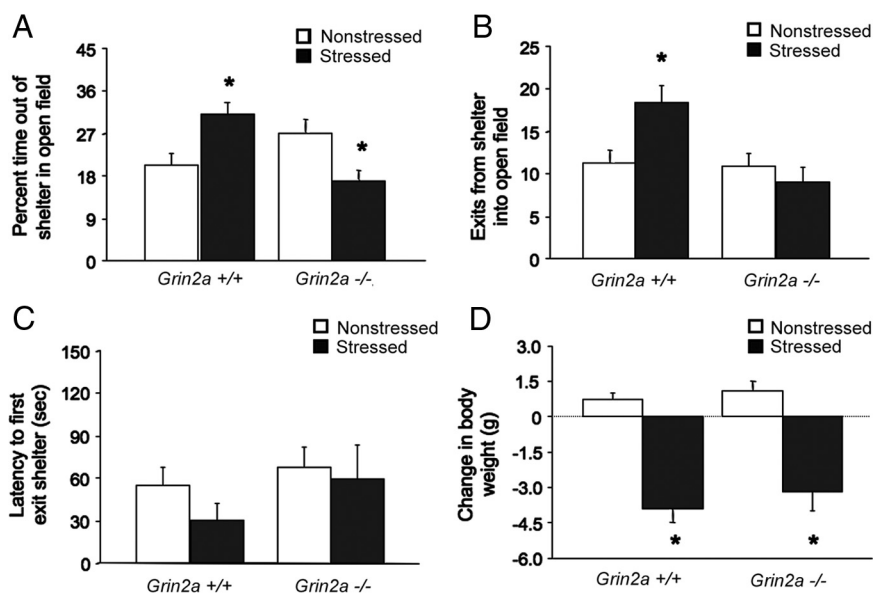 A
Nonstressed
Stressed
Percent time out of
shelter in open field
45
36
27
18
9
0
*
*
Grin2a +/+
Grin2a -/-
B
Nonstressed
Stressed
Exits from shelter
into open field
25
20
15
10
5
0
*
Grin2a +/+
Grin2a -/-
C
Nonstressed
Stressed
Latency to first
exit shelter (sec)
150
120
90
60
30
0
Grin2a +/+
Grin2a -/-
D
Nonstressed
Stressed
Change in body
weight (g)
3.0
1.5
0
-1.5
-3.0
-4.5
-6.0
*
*
Grin2a +/+
Grin2a -/-